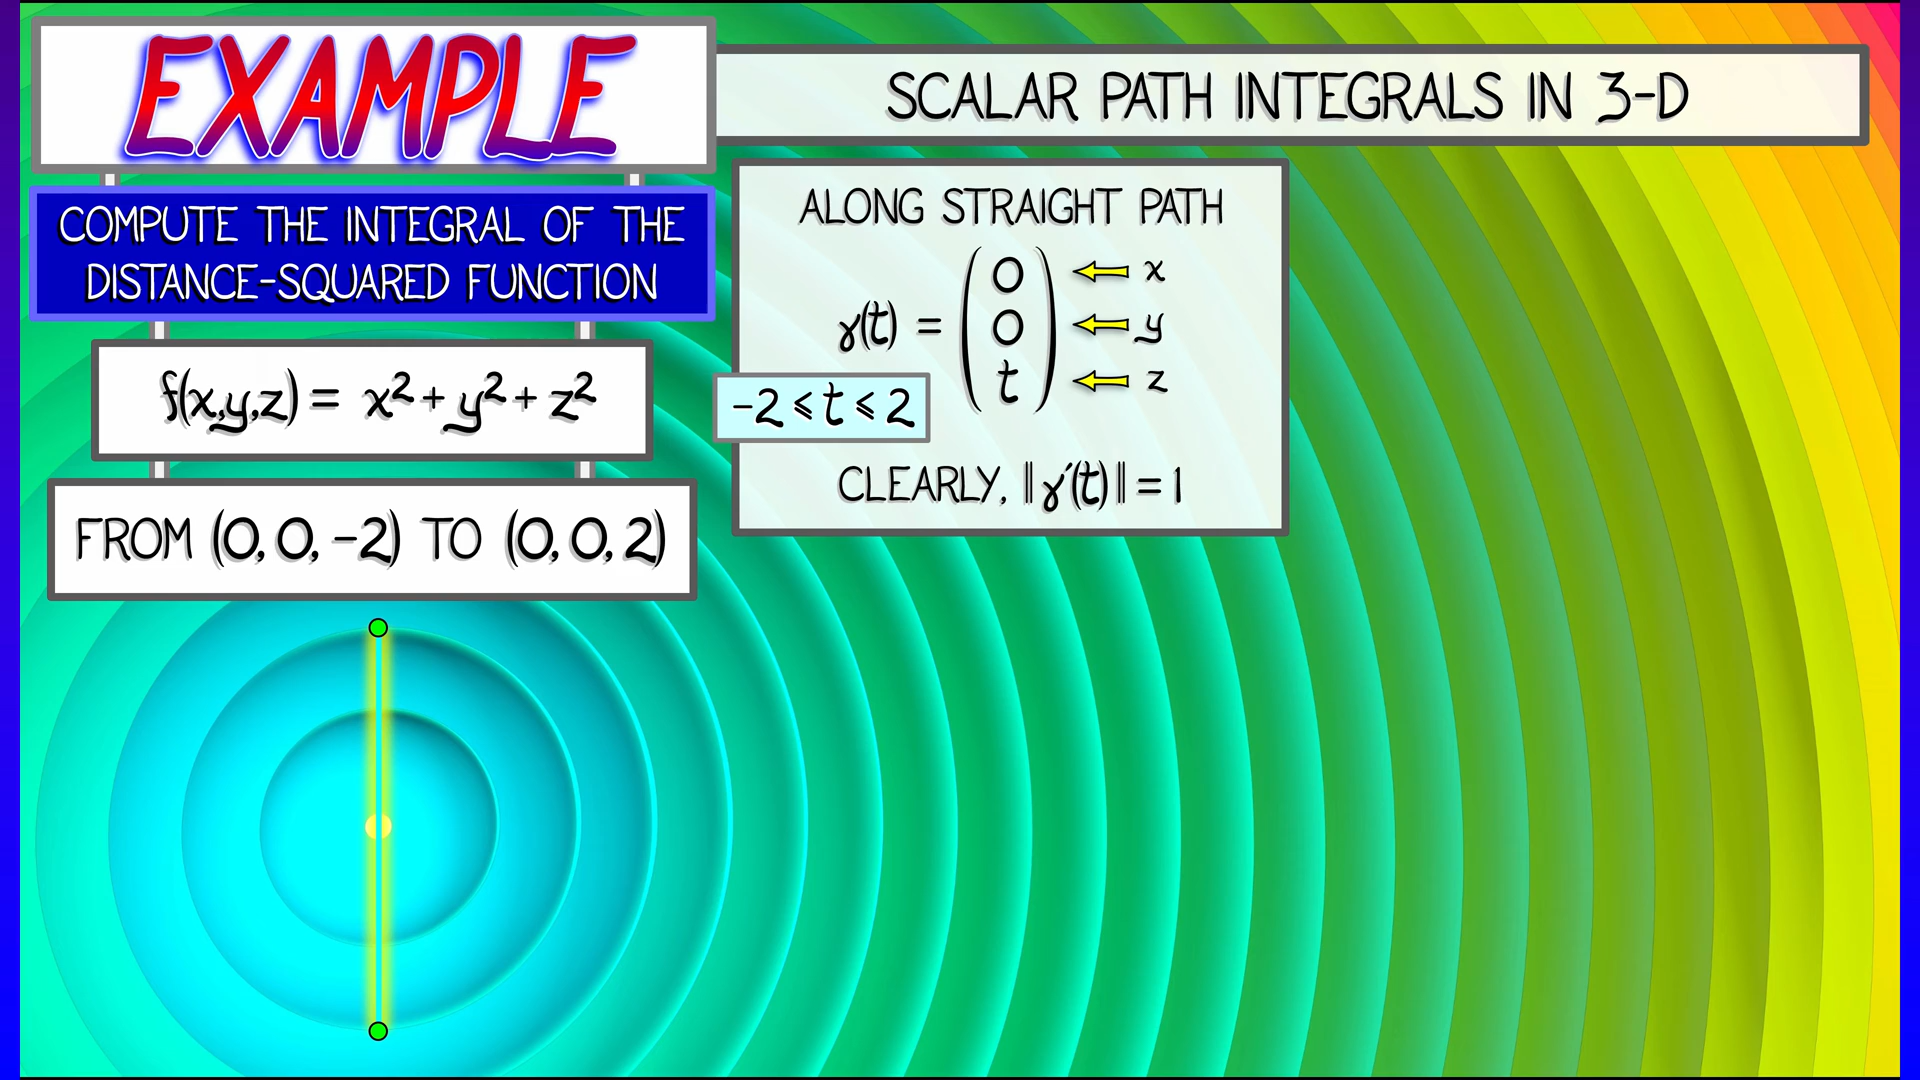 EXAMPLE
SCALAR PATH INTEGRALS IN 3-D
COMPUTE THE INTEGRAL OF THE
DISTANCE-SQUARED FUNCTION
f(x,y,z) = x² + y² + z²
FROM (0, 0, -2) TO (0, 0, 2)
ALONG STRAIGHT PATH
0 x
γ(t) = 0 y
t z
-2 ⩽ t ⩽ 2
CLEARLY, ‖γ′(t)‖ = 1